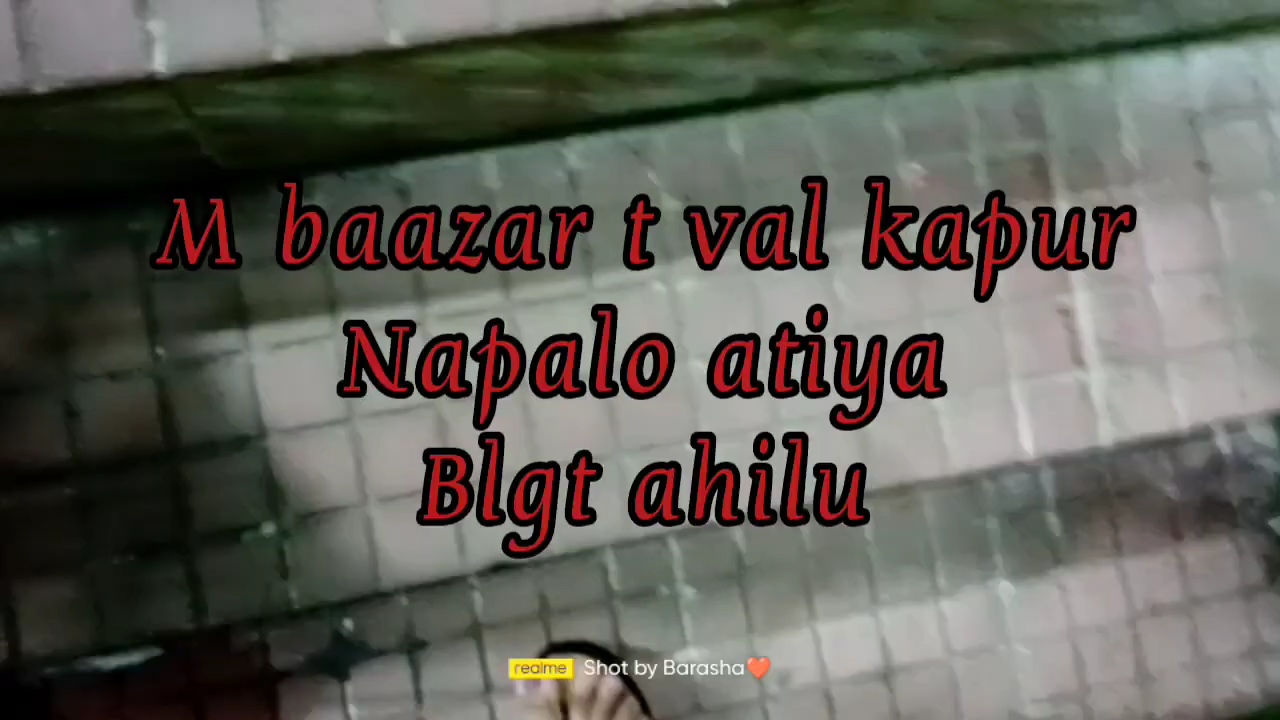 M baazar t val kapur
Napalo atiya
Blgt ahilu
realme Shot by Barasha❤️